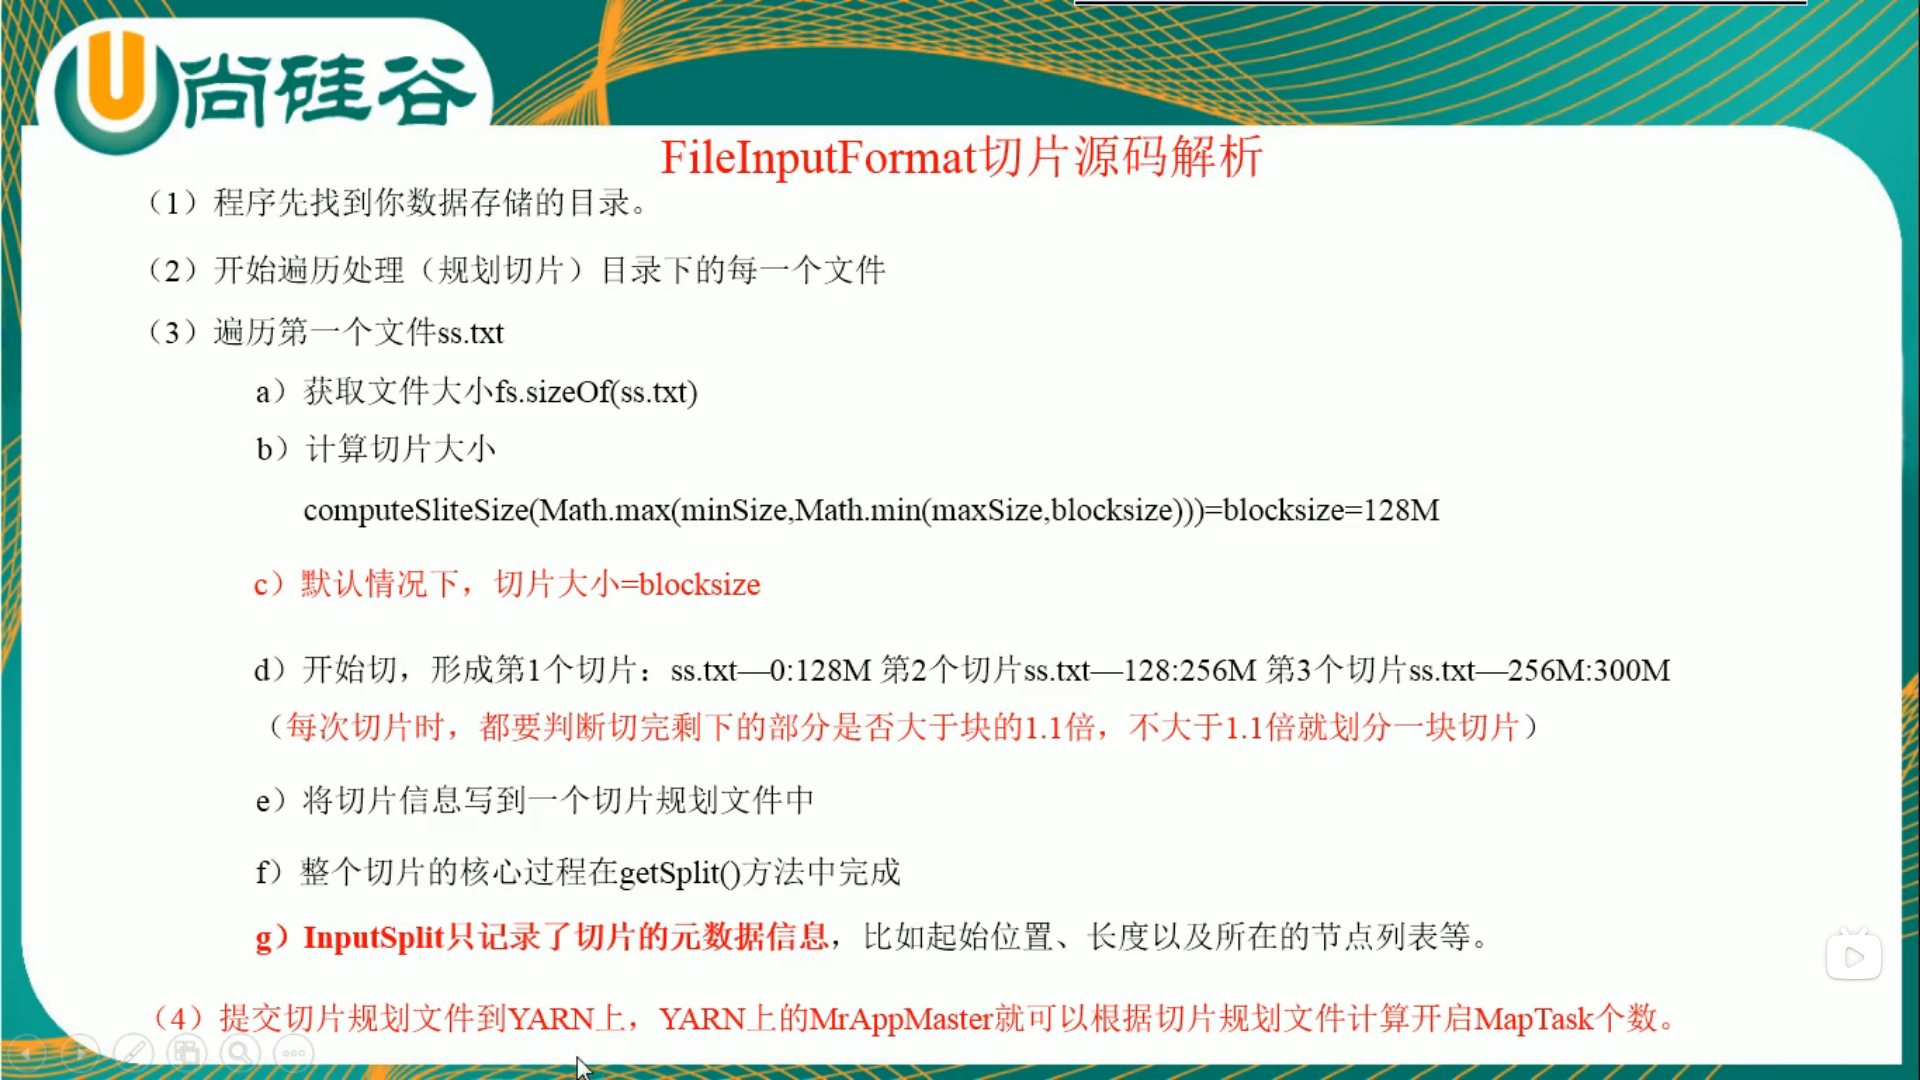 尚硅谷
FileInputFormat切片源码解析
（1）程序先找到你数据存储的目录。
（2）开始遍历处理（规划切片）目录下的每一个文件
（3）遍历第一个文件ss.txt
a）获取文件大小fs.sizeOf(ss.txt)
b）计算切片大小
computeSliteSize(Math.max(minSize,Math.min(maxSize,blocksize)))=blocksize=128M
c）默认情况下，切片大小=blocksize
d）开始切，形成第1个切片：ss.txt—0:128M 第2个切片ss.txt—128:256M 第3个切片ss.txt—256M:300M
（每次切片时，都要判断切完剩下的部分是否大于块的1.1倍，不大于1.1倍就划分一块切片）
e）将切片信息写到一个切片规划文件中
f）整个切片的核心过程在getSplit()方法中完成
g）InputSplit只记录了切片的元数据信息，比如起始位置、长度以及所在的节点列表等。
（4）提交切片规划文件到YARN上，YARN上的MrAppMaster就可以根据切片规划文件计算开启MapTask个数。